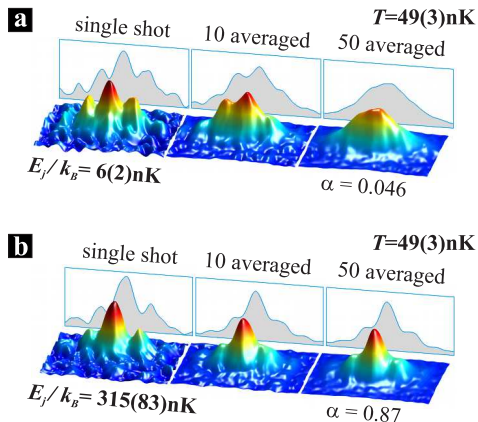 a
T=49(3)nK
single shot
10 averaged
50 averaged
E_j / k_B = 6(2)nK
α = 0.046
b
T=49(3)nK
single shot
10 averaged
50 averaged
E_j / k_B = 315(83)nK
α = 0.87